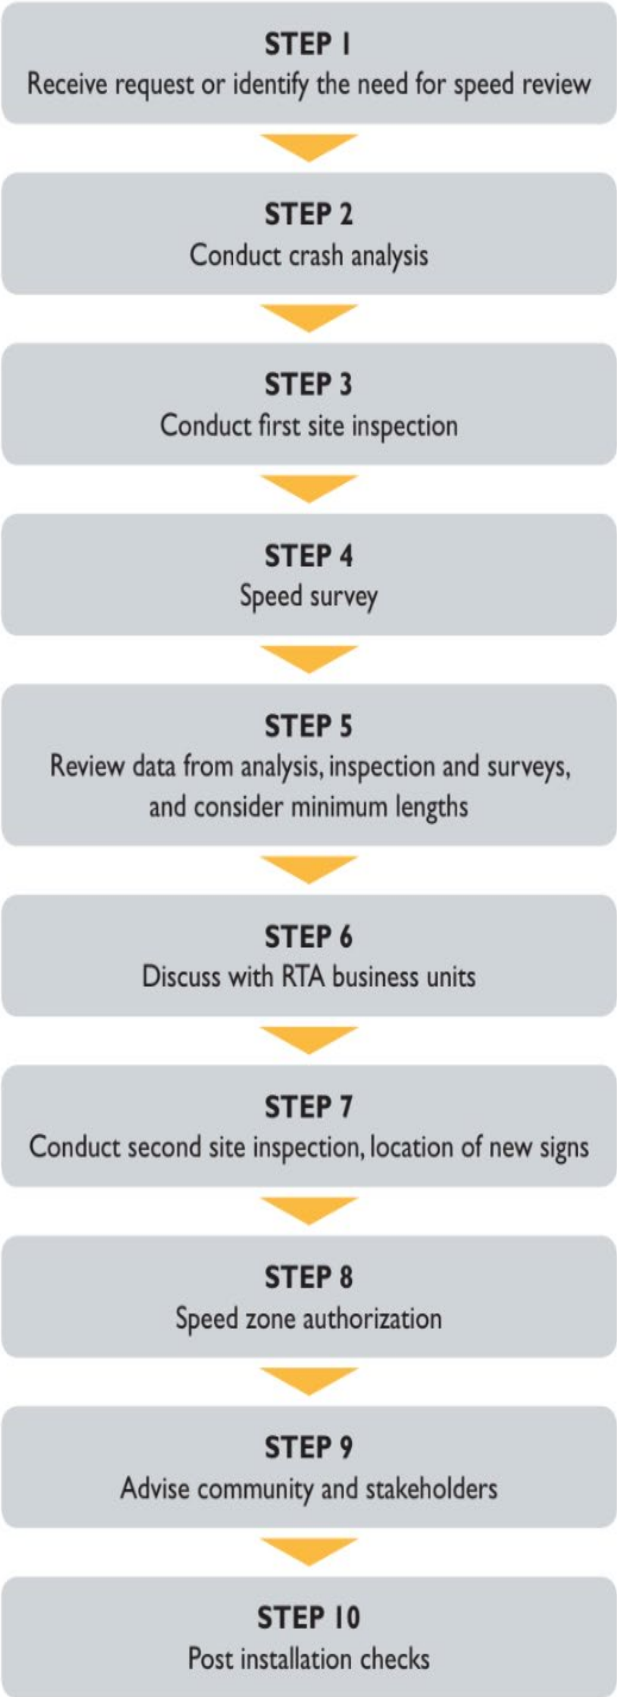 STEP 1
Receive request or identify the need for speed review
STEP 2
Conduct crash analysis
STEP 3
Conduct first site inspection
STEP 4
Speed survey
STEP 5
Review data from analysis, inspection and surveys,
and consider minimum lengths
STEP 6
Discuss with RTA business units
STEP 7
Conduct second site inspection, location of new signs
STEP 8
Speed zone authorization
STEP 9
Advise community and stakeholders
STEP 10
Post installation checks